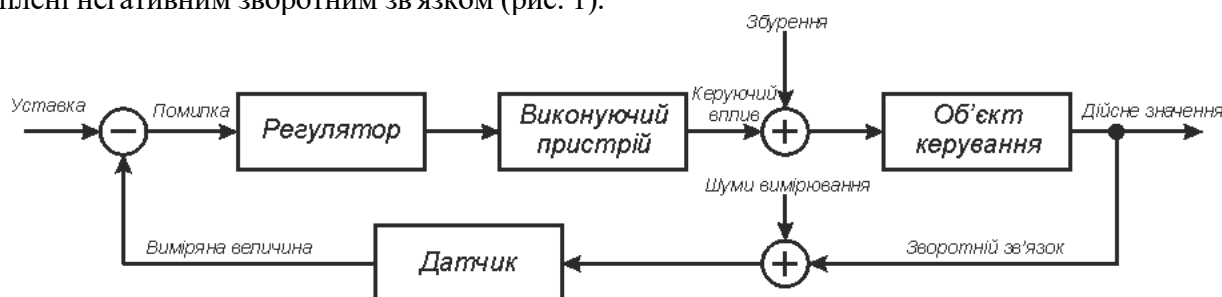 плені негативним зворотним зв'язком (рис. 1).
Збурення
Уставка
Помилка
Регулятор
Виконуючий
пристрій
Керуючий
вплив
Об'єкт
керування
Дійсне значення
Шуми вимірювання
Виміряна величина
Датчик
Зворотній зв'язок